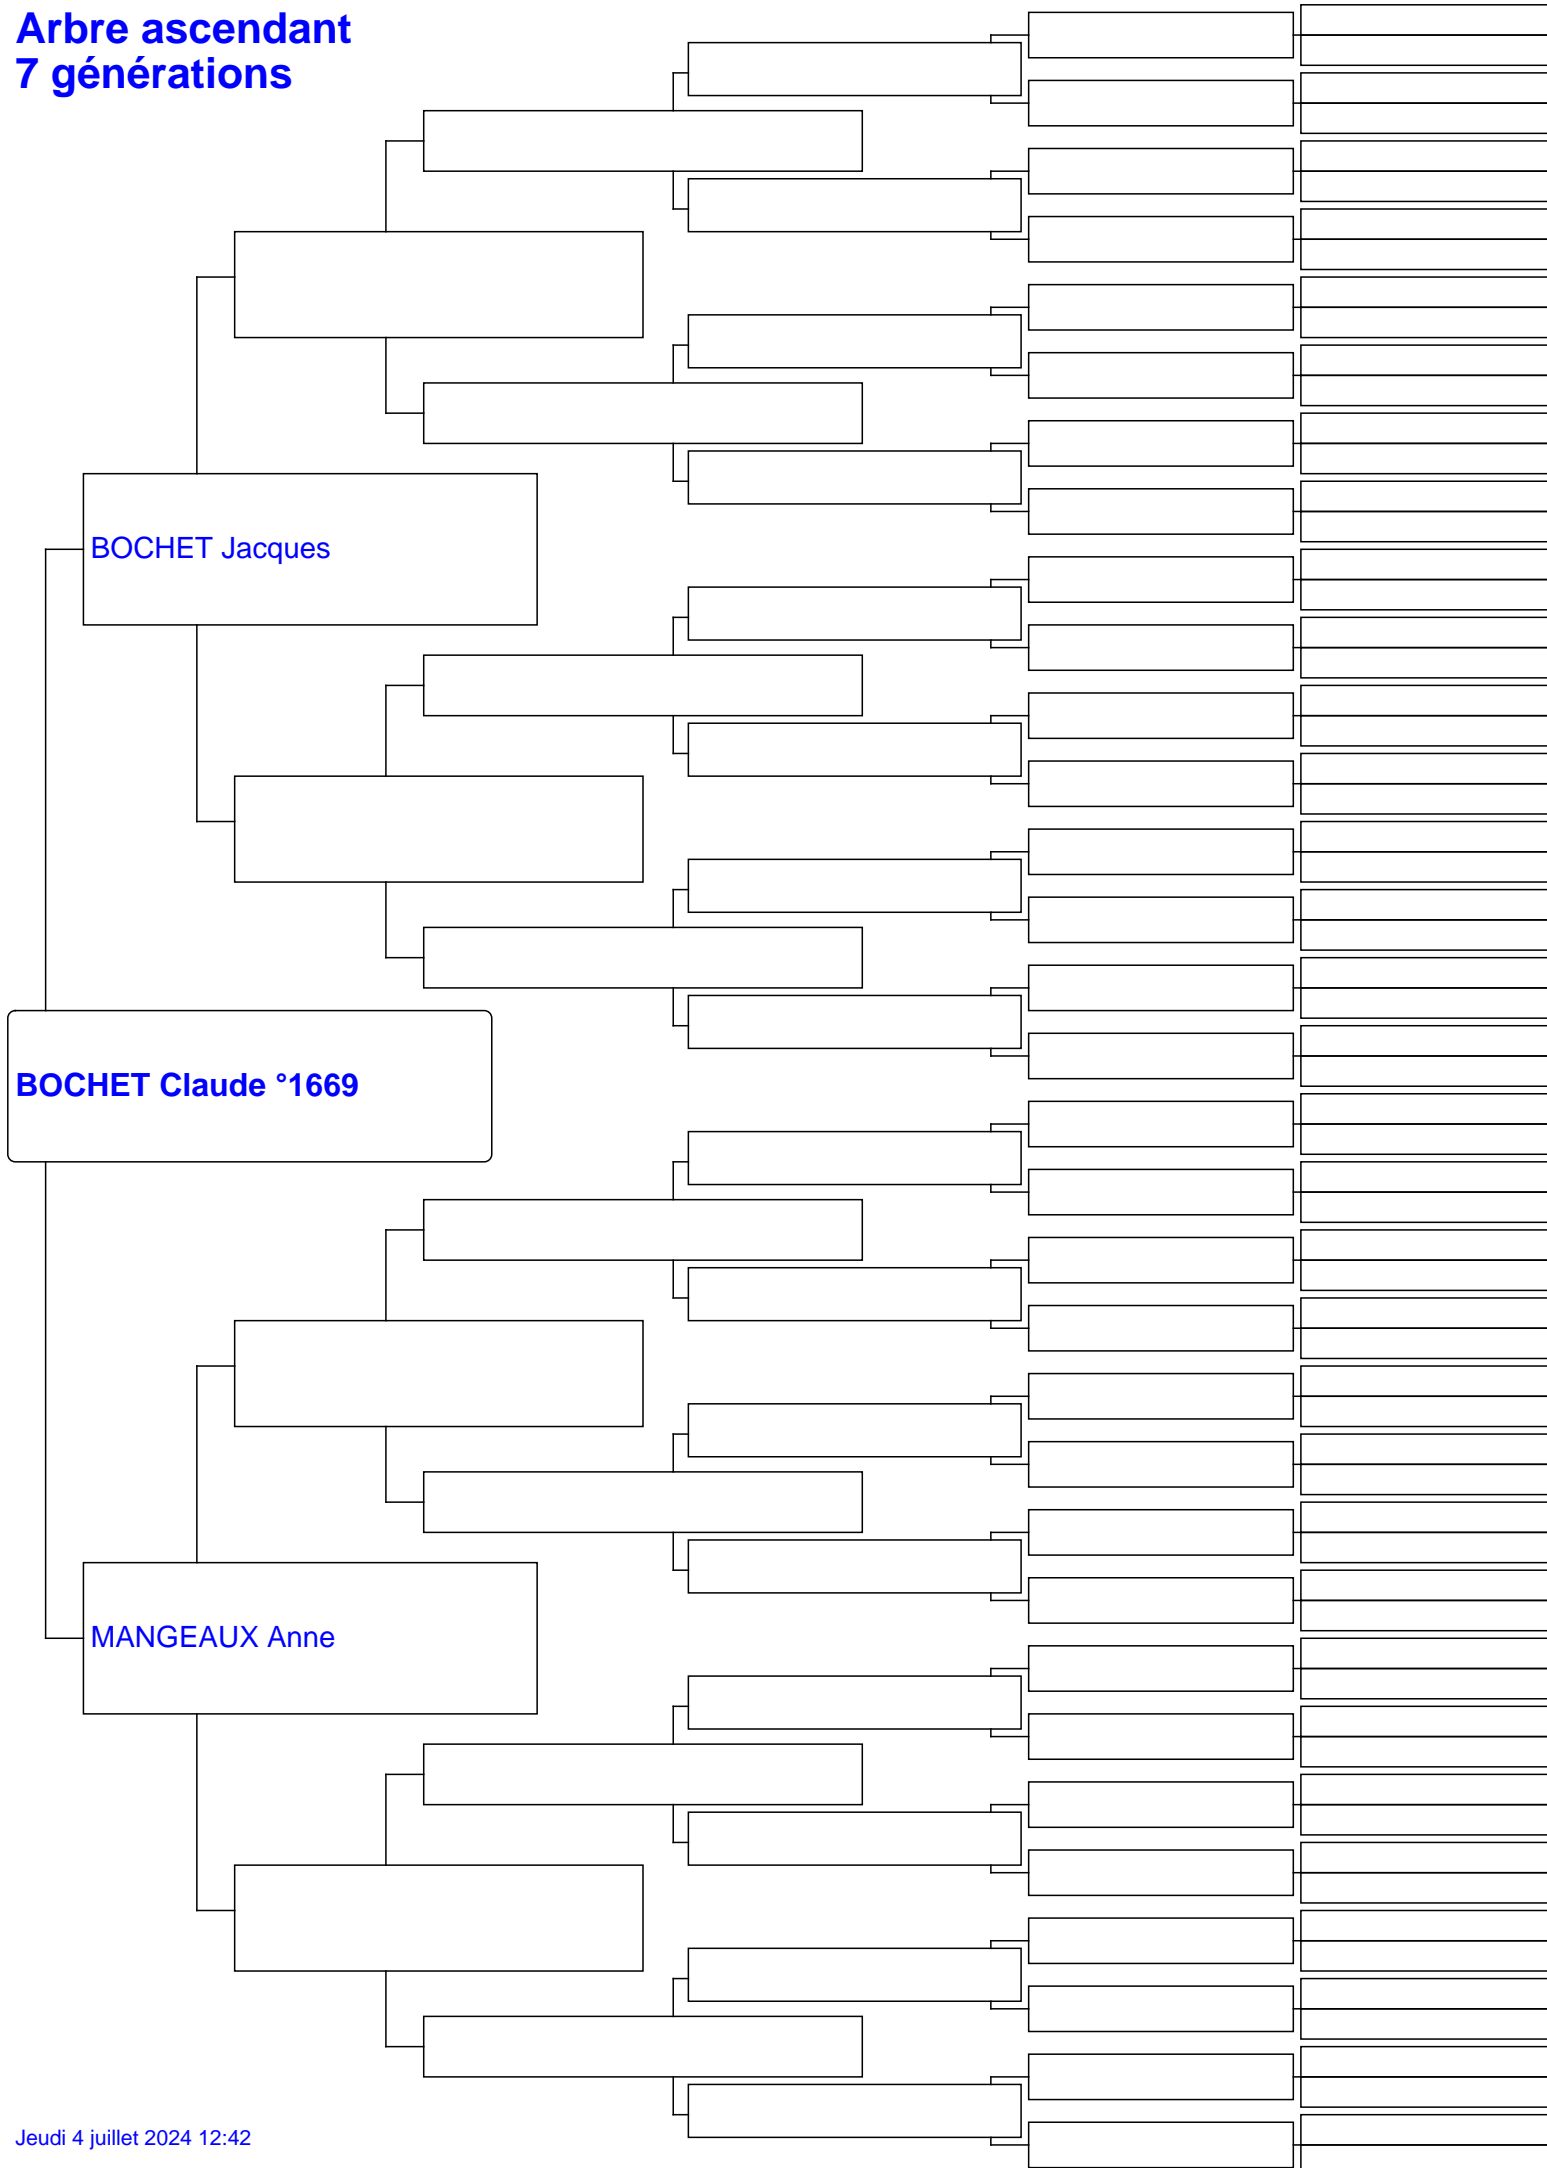 Arbre ascendant
7 générations
BOCHET Jacques
BOCHET Claude °1669
MANGEAUX Anne
Jeudi 4 juillet 2024 12:42